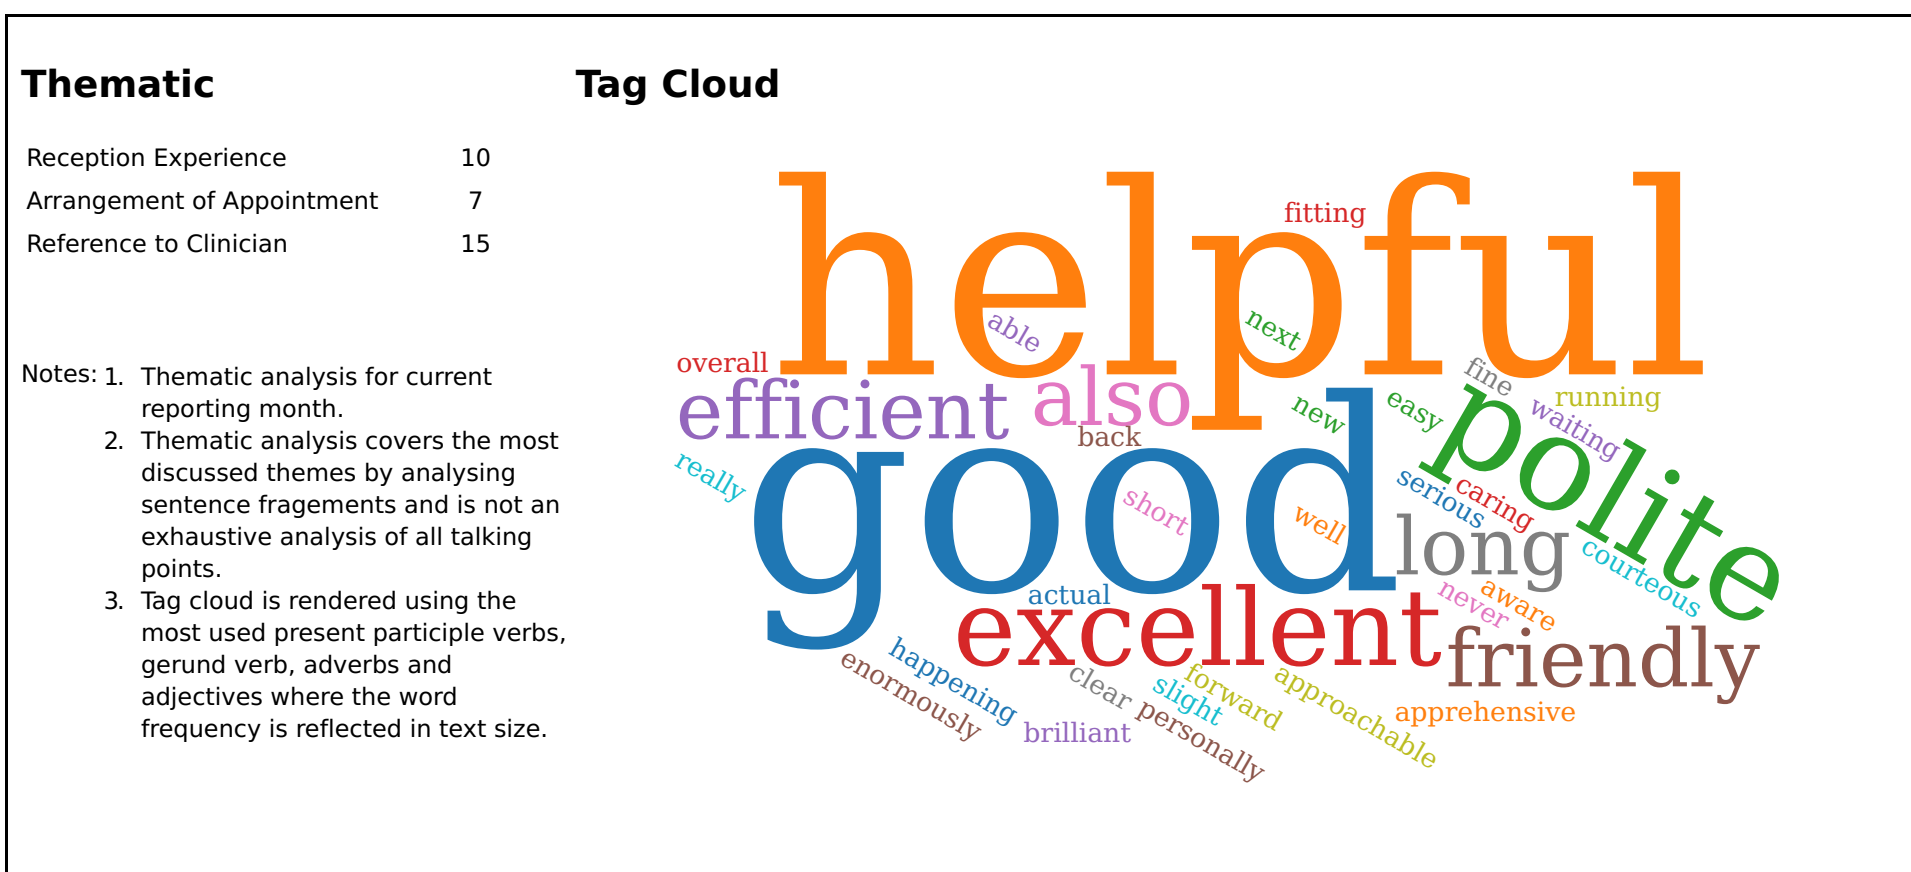 Thematic
Reception Experience 10
Arrangement of Appointment 7
Reference to Clinician 15
Notes: 1. Thematic analysis for current
reporting month.
2. Thematic analysis covers the most
discussed themes by analysing
sentence fragements and is not an
exhaustive analysis of all talking
points.
3. Tag cloud is rendered using the
most used present participle verbs,
gerund verb, adverbs and
adjectives where the word
frequency is reflected in text size.
Tag Cloud
helpful
fitting
able
next
overall
efficient
also
back
new
easy
fine
running
waiting
polite
really
good
short
well
serious
caring
long
courteous
actual
excellent
never
aware
friendly
happening
enormously
clear
slight
forward
approachable
apprehensive
brilliant
personally